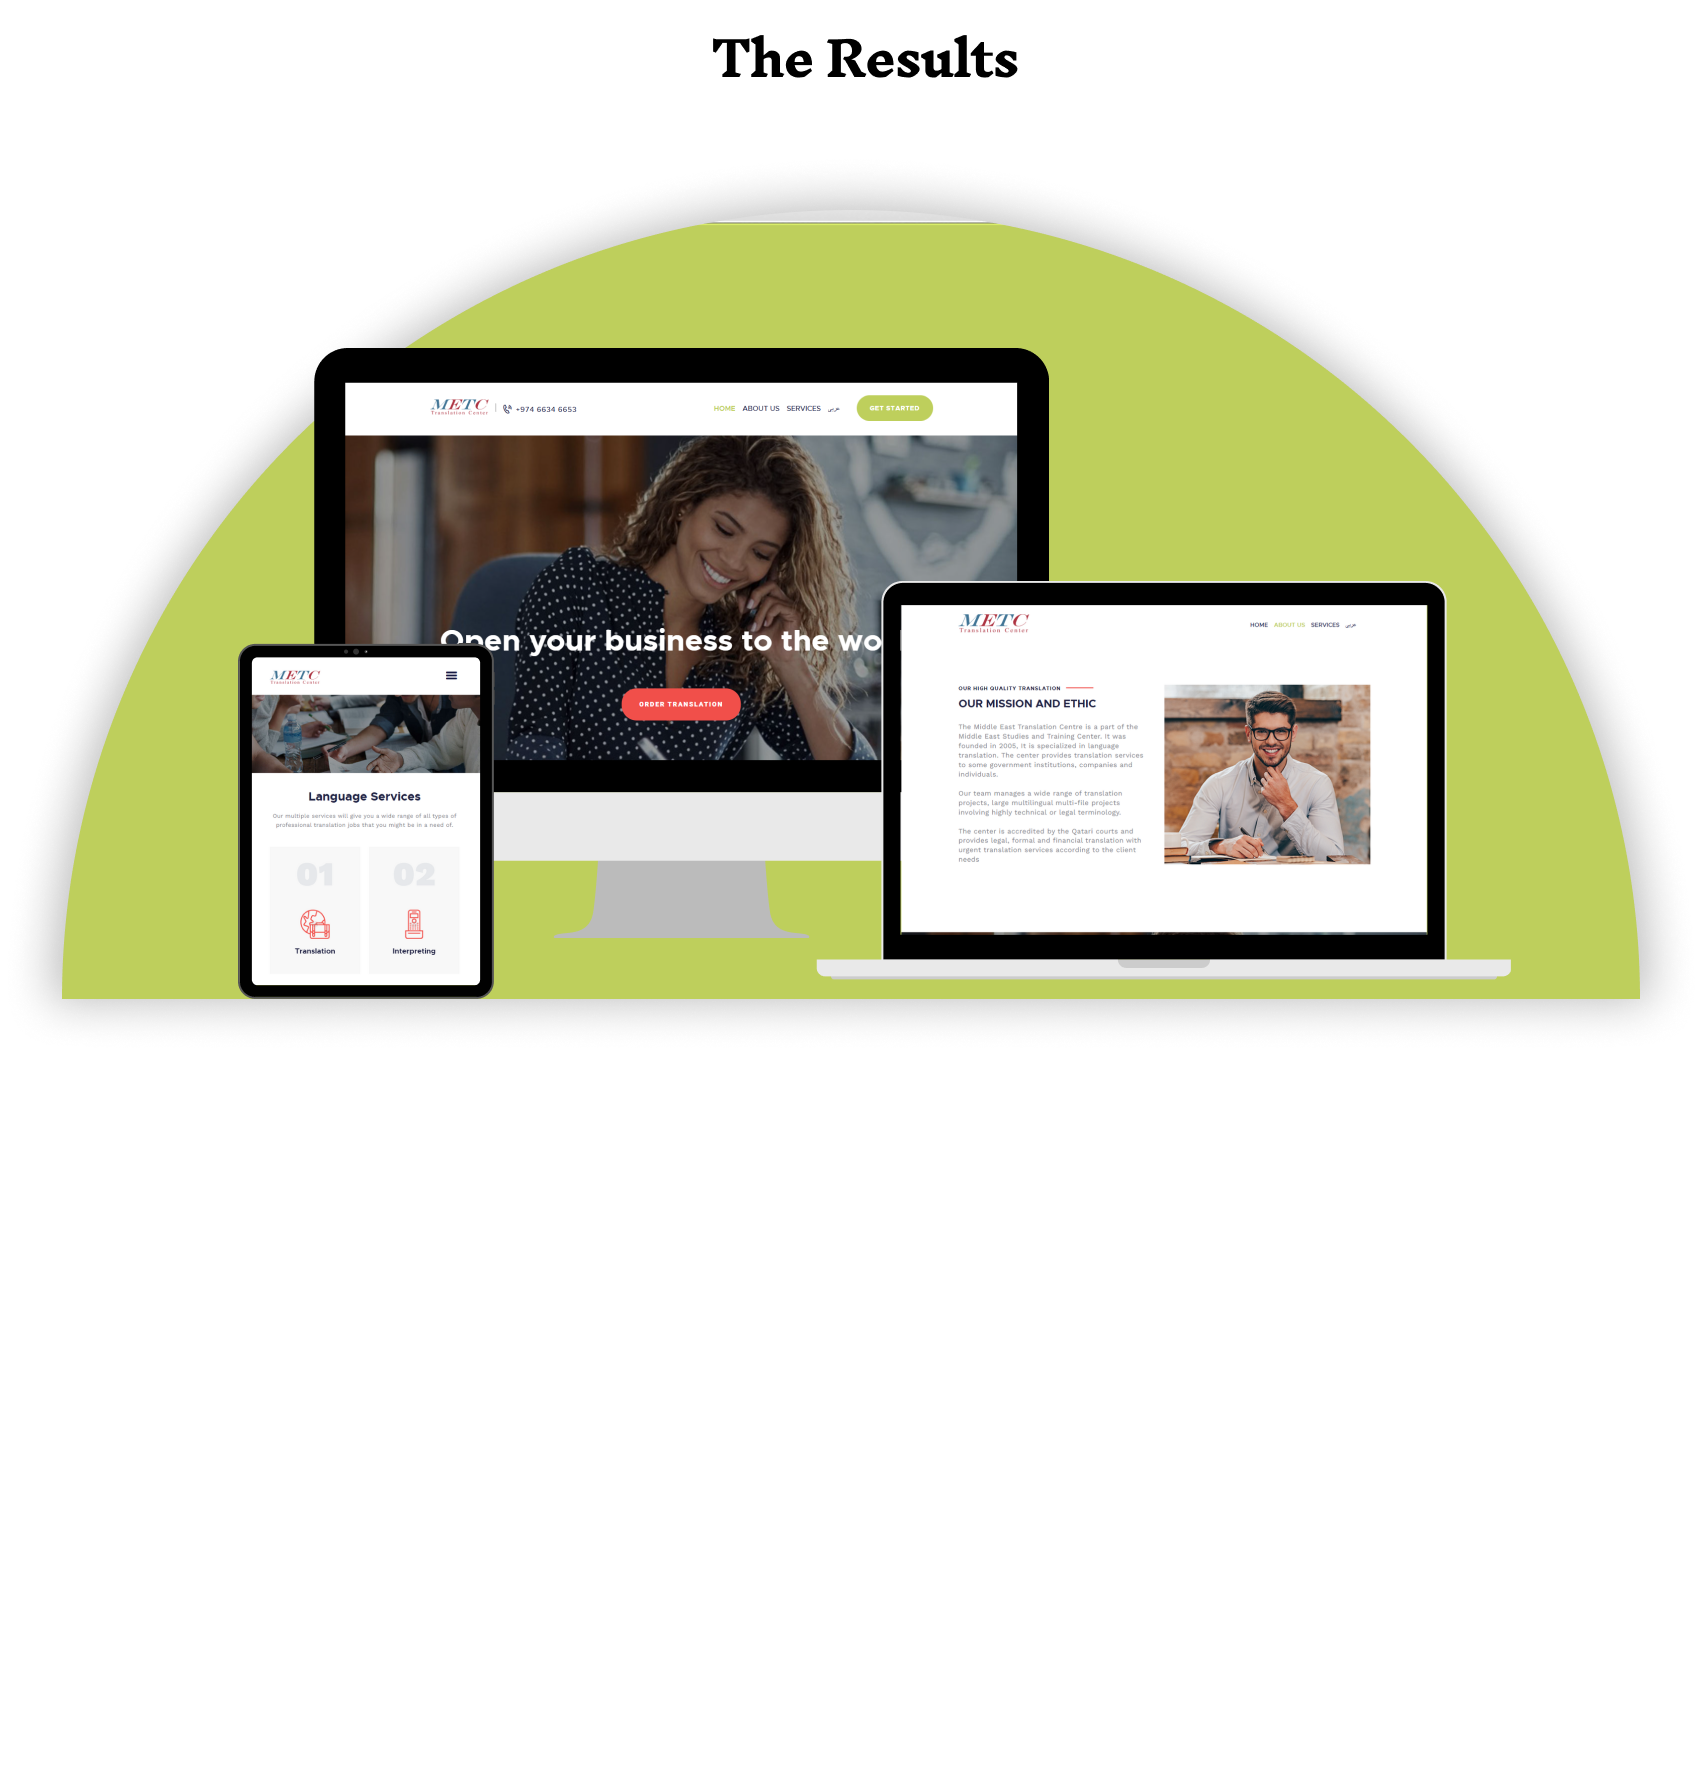 The Results
METC
Translation Center
+974 6634 6653
HOME
ABOUT US
SERVICES
عربي
GET STARTED
Open your business to the wo
ORDER TRANSLATION
METC
Translation Center
Language Services
Our multiple services will give you a wide range of all types of
professional translation jobs that you might be in a need of.
01
02
Translation
Interpreting
METC
Translation Center
HOME
ABOUT US
SERVICES
عربي
OUR HIGH QUALITY TRANSLATION
OUR MISSION AND ETHIC
The Middle East Translation Centre is a part of the
Middle East Studies and Training Center. It was
founded in 2005, It is specialized in language
translation. The center provides translation services
to some government institutions, companies and
individuals.
Our team manages a wide range of translation
projects, large multilingual multi-file projects
involving highly technical or legal terminology.
The center is accredited by the Qatari courts and
provides legal, formal and financial translation with
urgent translation services according to the client
needs